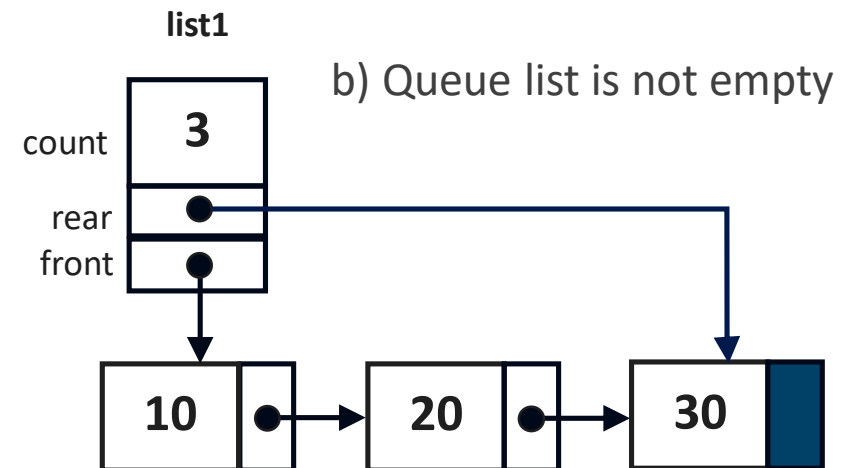 list1
b) Queue list is not empty
count 3
rear
front
10 20 30